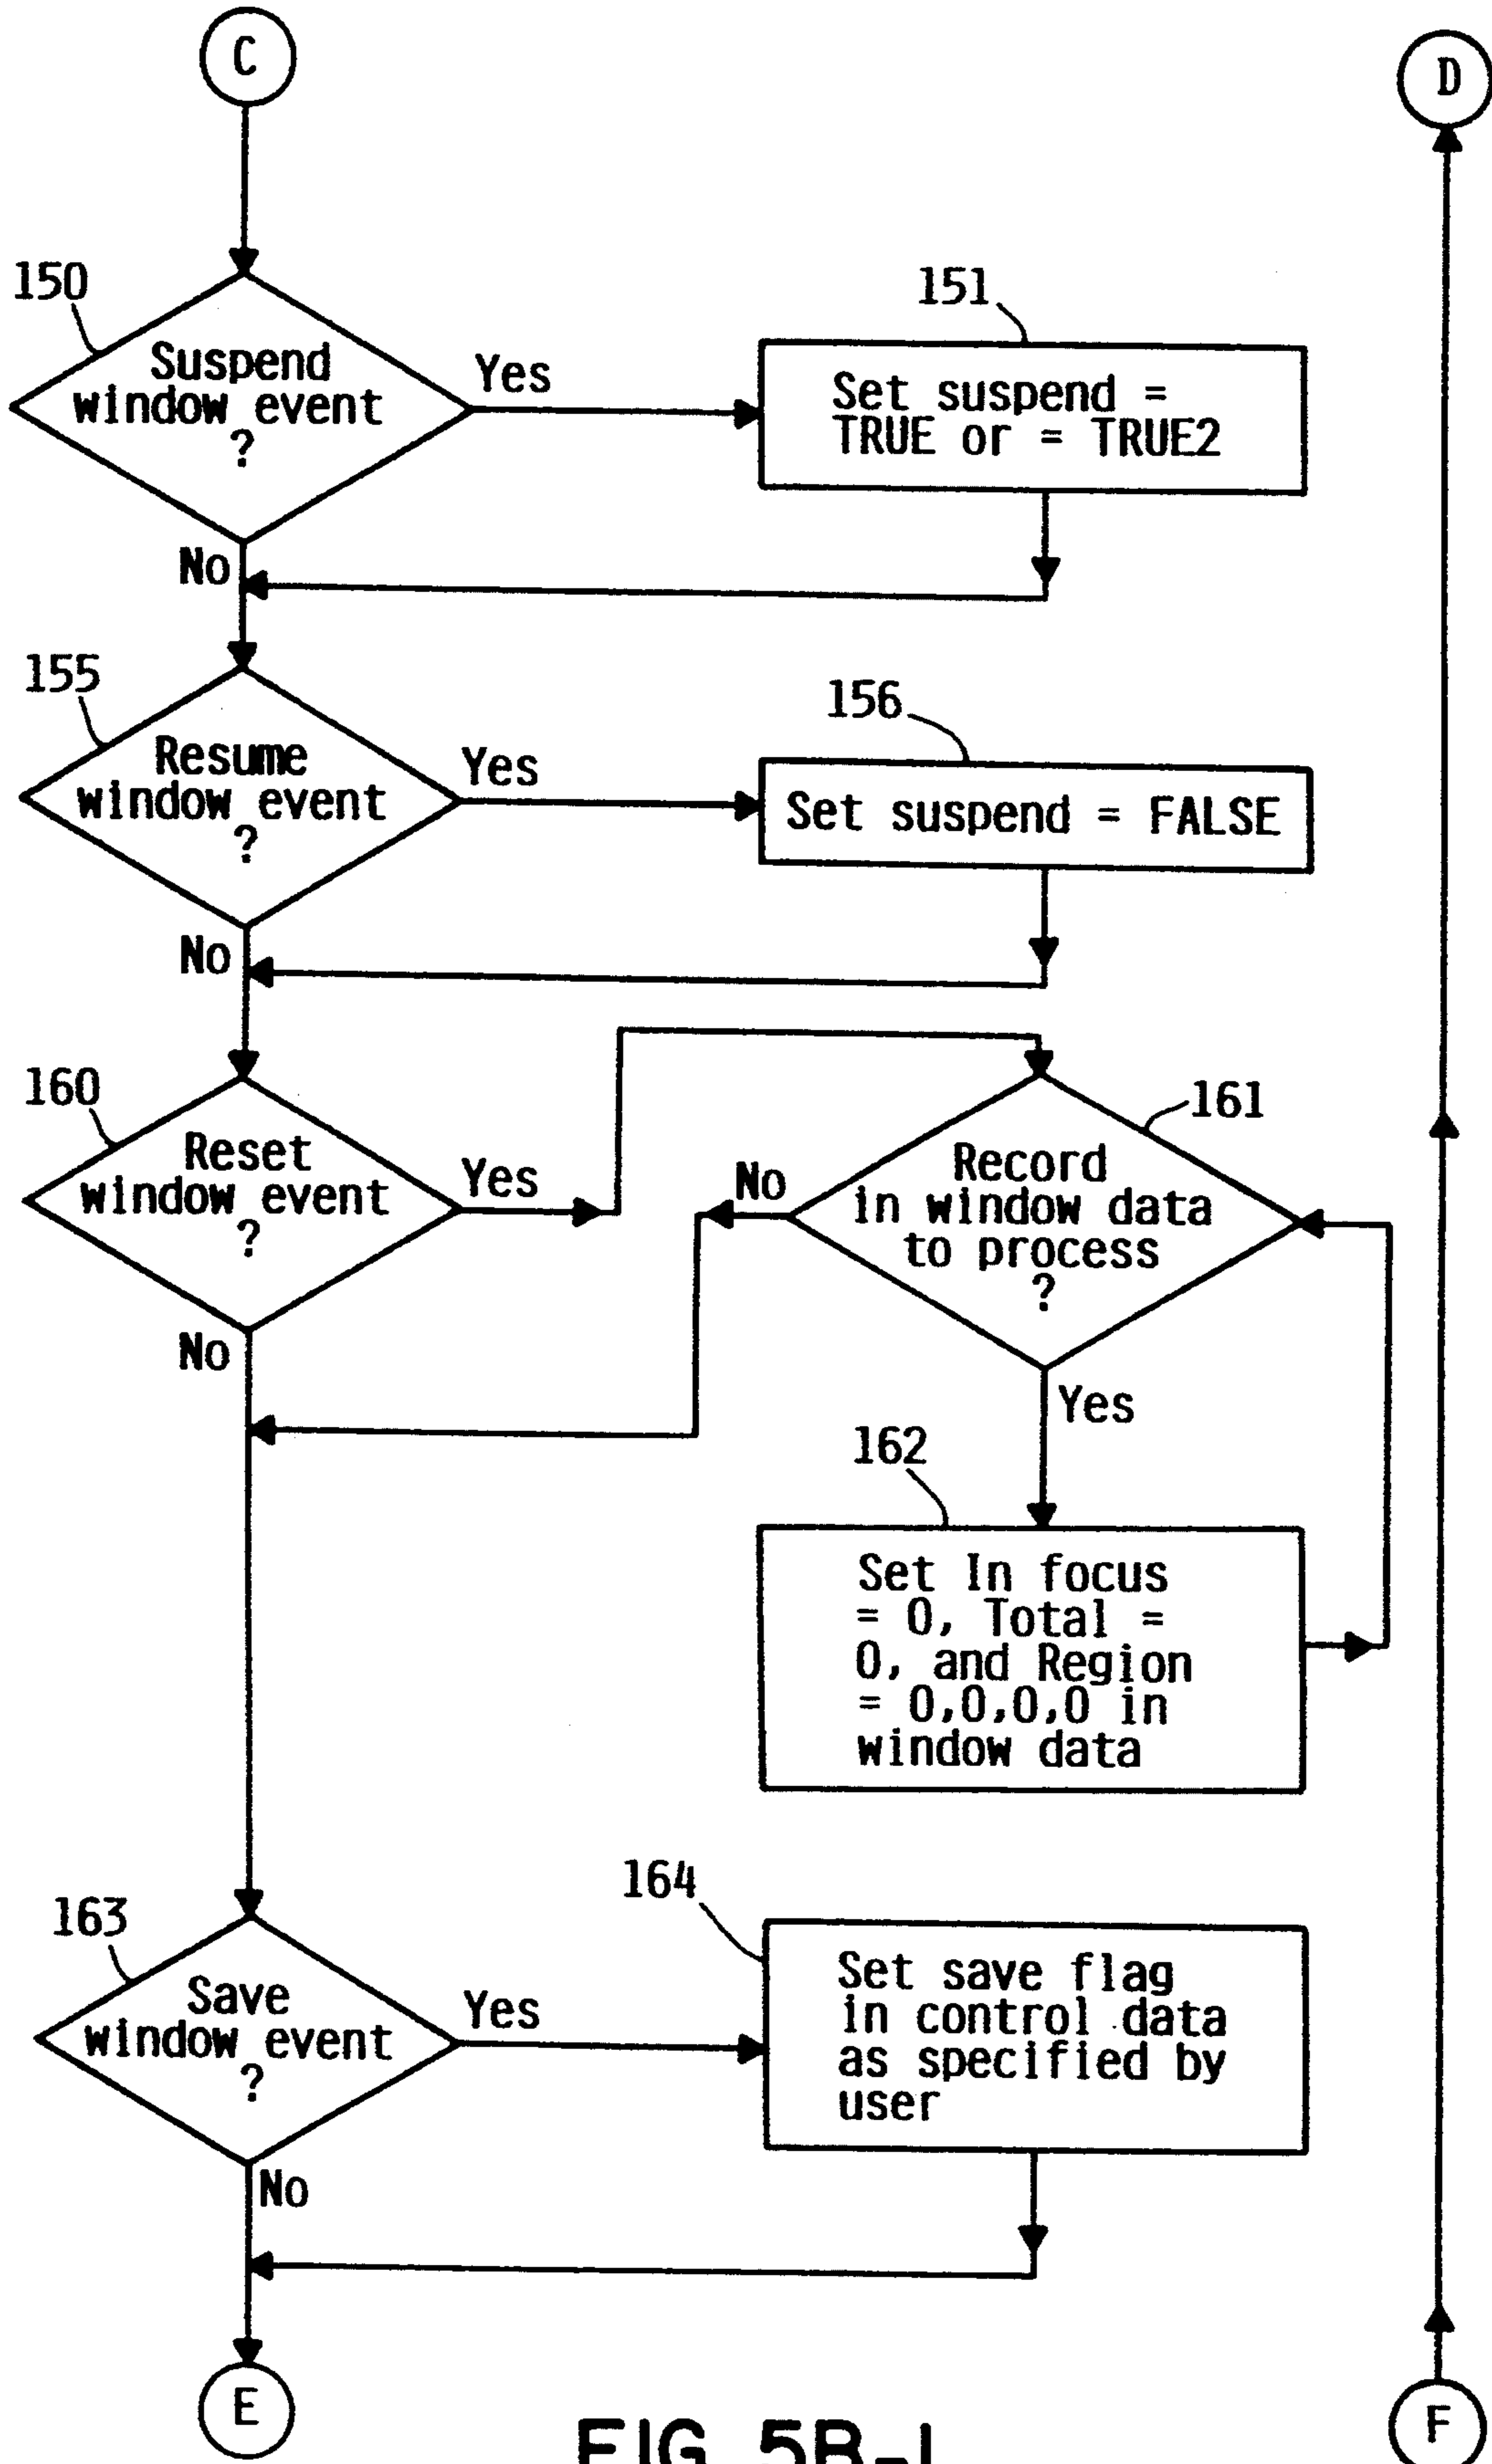 C
D
150
Suspend
window event
?
Yes
151
Set suspend =
TRUE or = TRUE2
No
155
Resume
window event
?
Yes
156
Set suspend = FALSE
No
160
Reset
window event
?
Yes
No
161
Record
in window data
to process
?
No
Yes
162
Set In focus
= 0, Total =
0, and Region
= 0,0,0,0 in
window data
163
Save
window event
?
Yes
164
Set save flag
in control data
as specified by
user
No
E
F
FIG. 5B-1